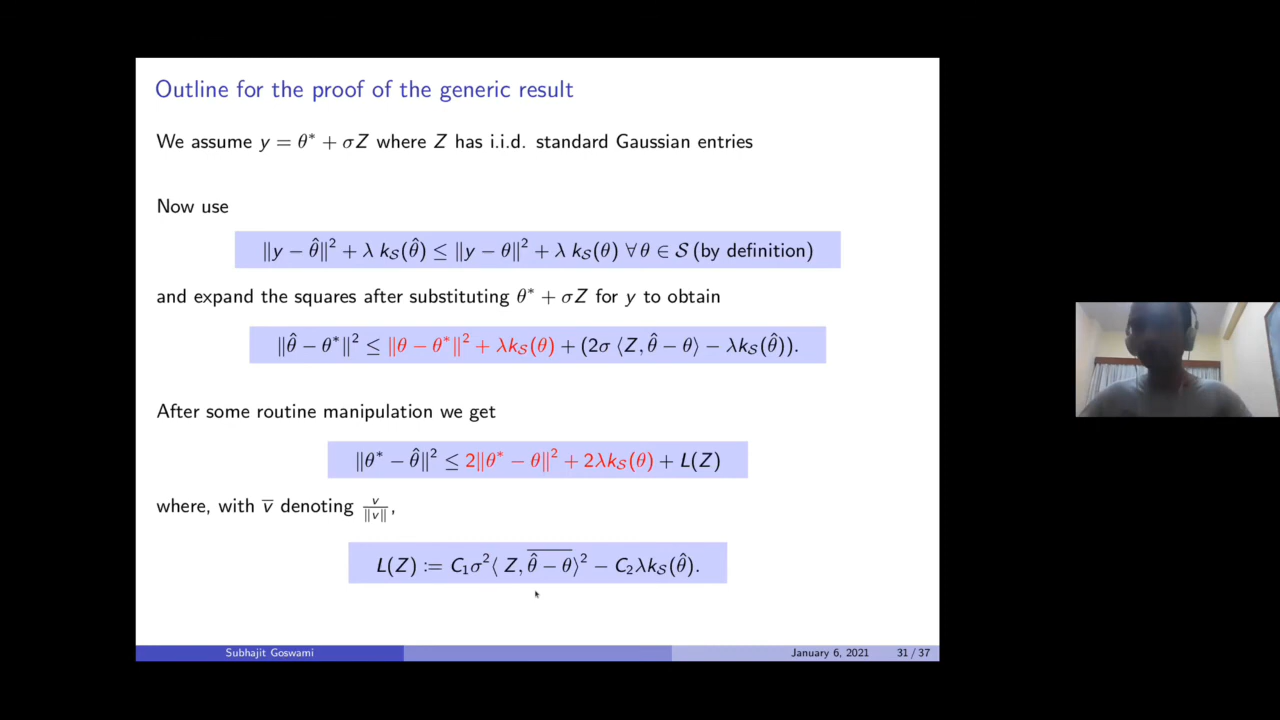 Outline for the proof of the generic result
We assume y = θ* + σZ where Z has i.i.d. standard Gaussian entries
Now use
‖y − θ̂‖² + λ k_𝒮(θ̂) ≤ ‖y − θ‖² + λ k_𝒮(θ) ∀ θ ∈ 𝒮 (by definition)
and expand the squares after substituting θ* + σZ for y to obtain
‖θ̂ − θ*‖² ≤ ‖θ − θ*‖² + λk_𝒮(θ) + (2σ ⟨Z, θ̂ − θ⟩ − λk_𝒮(θ̂)).
After some routine manipulation we get
‖θ* − θ̂‖² ≤ 2‖θ* − θ‖² + 2λk_𝒮(θ) + L(Z)
where, with v̅ denoting v/‖v‖,
L(Z) := C₁σ²⟨ Z, \overline{θ̂ − θ}⟩² − C₂λk_𝒮(θ̂).
Subhajit Goswami January 6, 2021 31 / 37